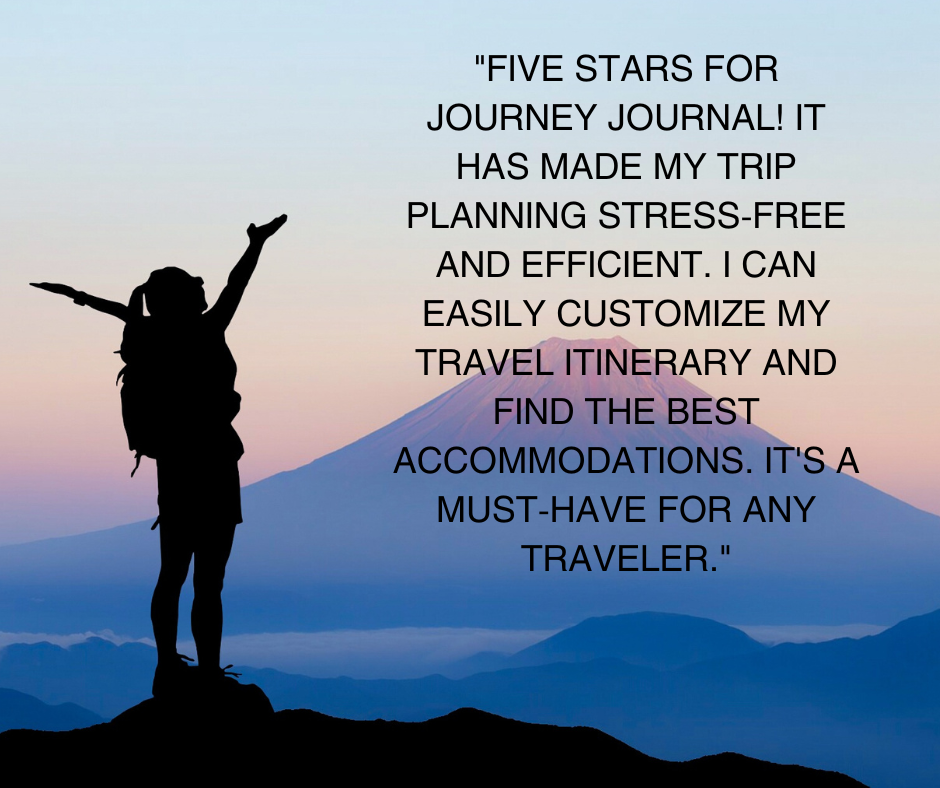 "FIVE STARS FOR
JOURNEY JOURNAL! IT
HAS MADE MY TRIP
PLANNING STRESS-FREE
AND EFFICIENT. I CAN
EASILY CUSTOMIZE MY
TRAVEL ITINERARY AND
FIND THE BEST
ACCOMMODATIONS. IT'S A
MUST-HAVE FOR ANY
TRAVELER."